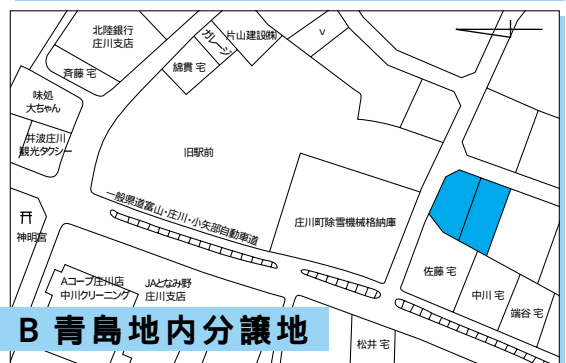 北陸銀行
庄川支店
ガレージ
片山建設㈱
v
斉藤 宅
綿貫 宅
味処
大ちゃん
井波庄川
観光タクシー
旧駅前
一般県道富山・庄川・小矢部自動車道
庄川町除雪機械格納庫
神明宮
佐藤 宅
Aコープ庄川店
中川クリーニング
JAとなみ野
庄川支店
中川 宅
端谷 宅
松井 宅
B 青島地内分譲地